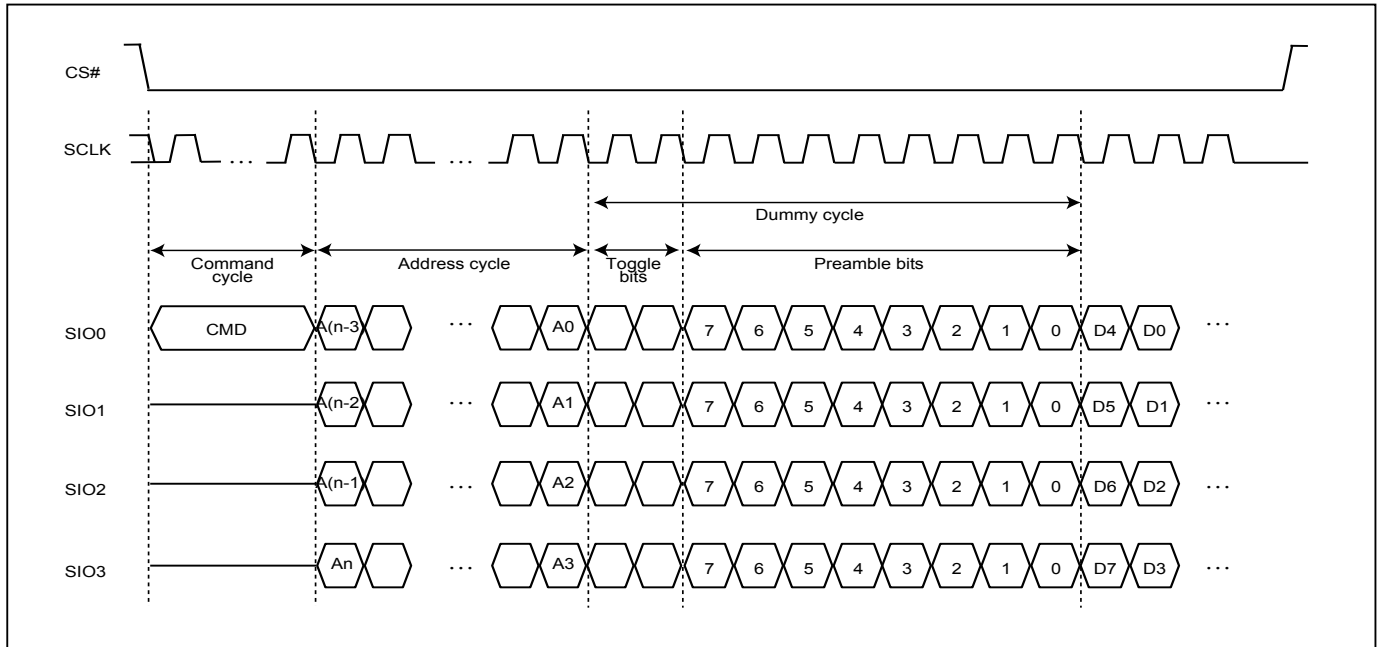 CS#
SCLK ... ...
Dummy cycle
Command cycle Address cycle Toggle bits Preamble bits
SIO0 CMD A(n-3) ... A0 7 6 5 4 3 2 1 0 D4 D0 ...
SIO1 A(n-2) ... A1 7 6 5 4 3 2 1 0 D5 D1 ...
SIO2 A(n-1) ... A2 7 6 5 4 3 2 1 0 D6 D2 ...
SIO3 An ... A3 7 6 5 4 3 2 1 0 D7 D3 ...